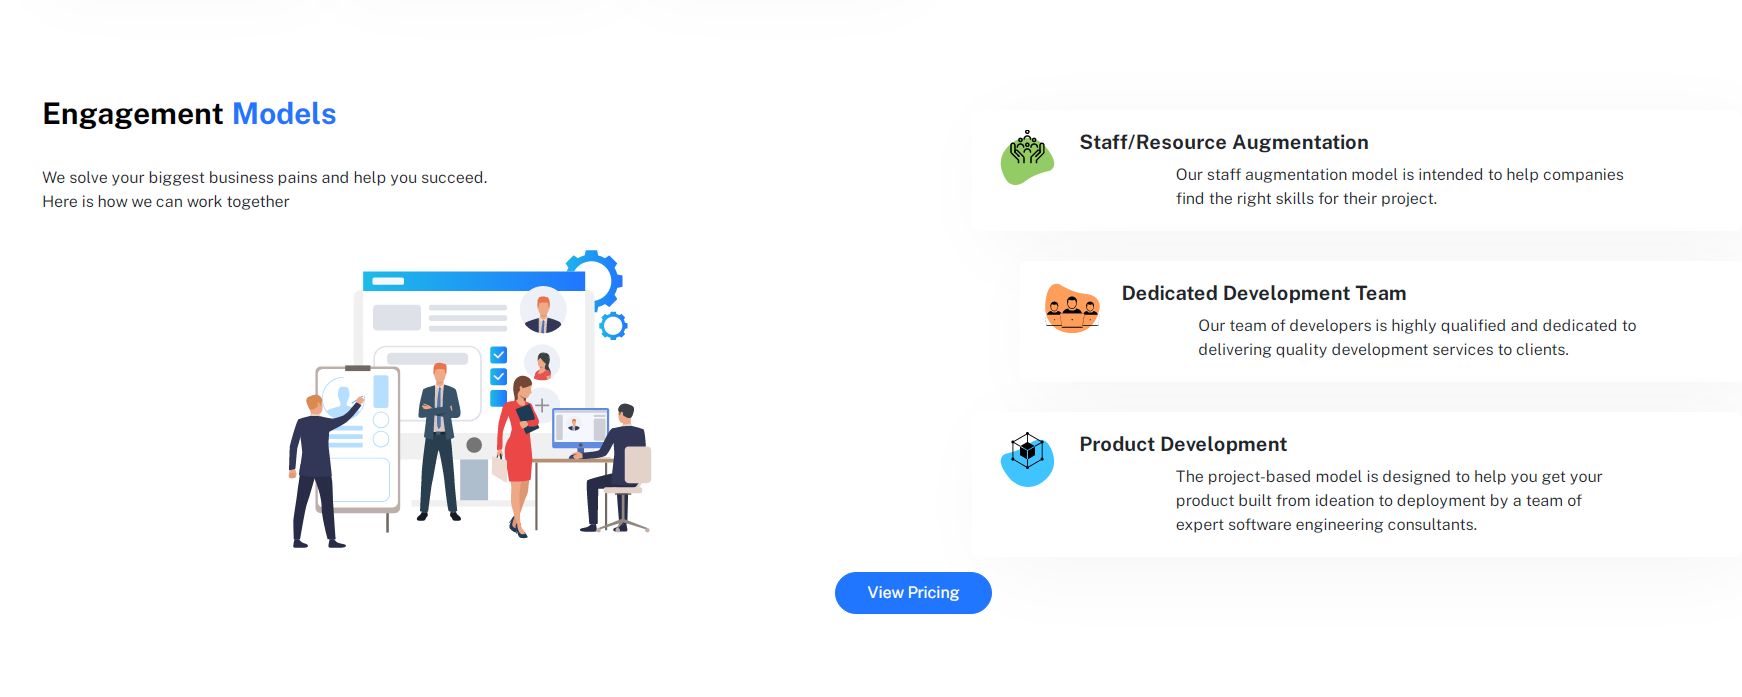 Engagement Models
We solve your biggest business pains and help you succeed.
Here is how we can work together
Staff/Resource Augmentation
Our staff augmentation model is intended to help companies
find the right skills for their project.
Dedicated Development Team
Our team of developers is highly qualified and dedicated to
delivering quality development services to clients.
Product Development
The project-based model is designed to help you get your
product built from ideation to deployment by a team of
expert software engineering consultants.
View Pricing